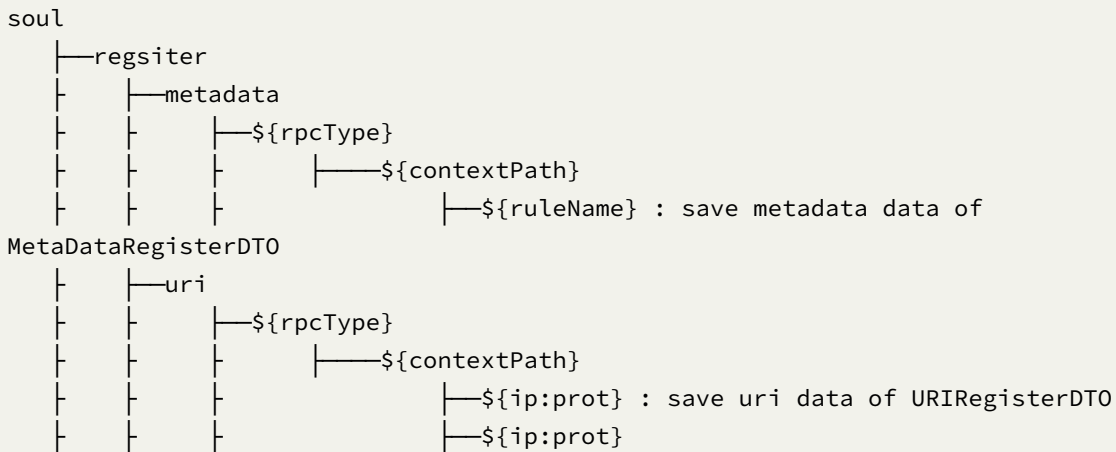 soul
├──regsiter
├    ├──metadata
├    ├     ├──${rpcType}
├    ├     ├     ├────${contextPath}
├    ├     ├               ├──${ruleName} : save metadata data of
MetaDataRegisterDTO
├    ├──uri
├    ├     ├──${rpcType}
├    ├     ├     ├────${contextPath}
├    ├     ├               ├──${ip:prot} : save uri data of URIRegisterDTO
├    ├     ├               ├──${ip:prot}